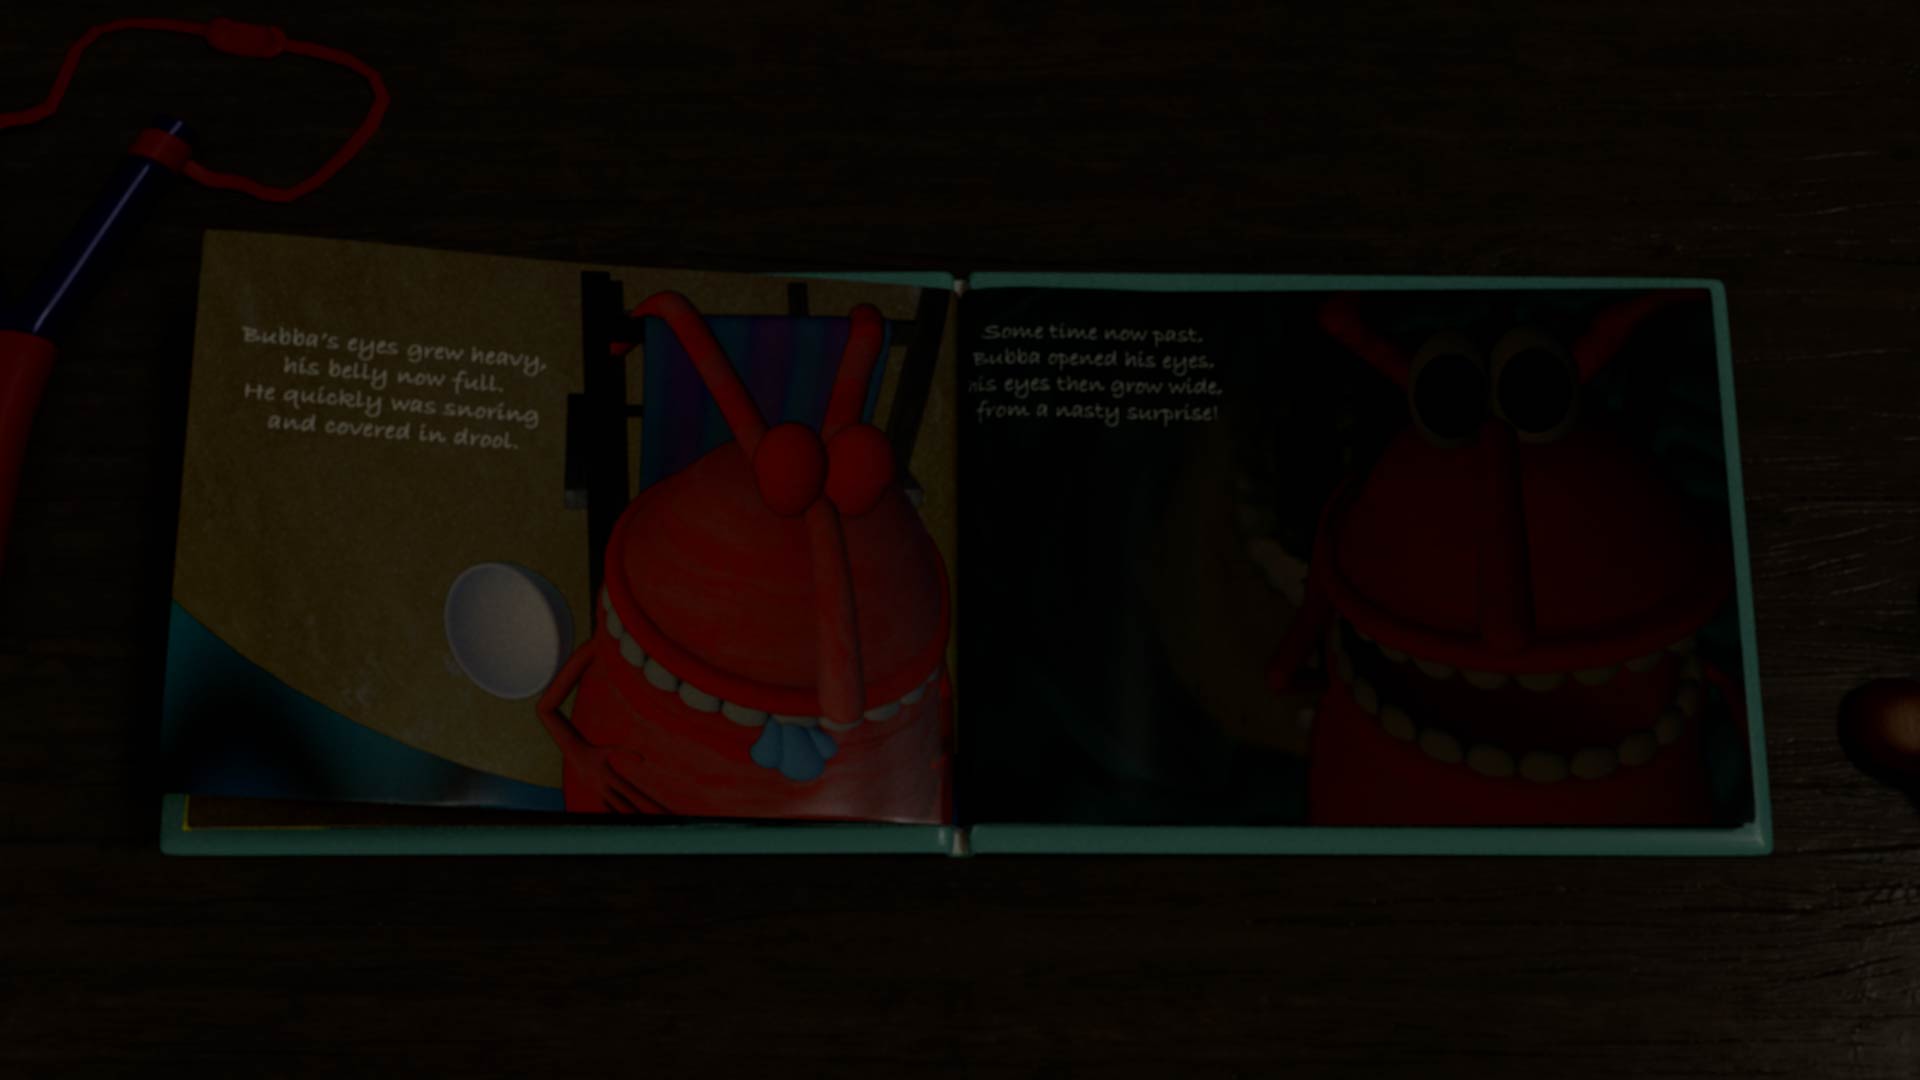 Bubba's eyes grew heavy,
his belly now full.
He quickly was snoring
and covered in drool.
Some time now past,
Bubba opened his eyes,
his eyes then grow wide,
from a nasty surprise!